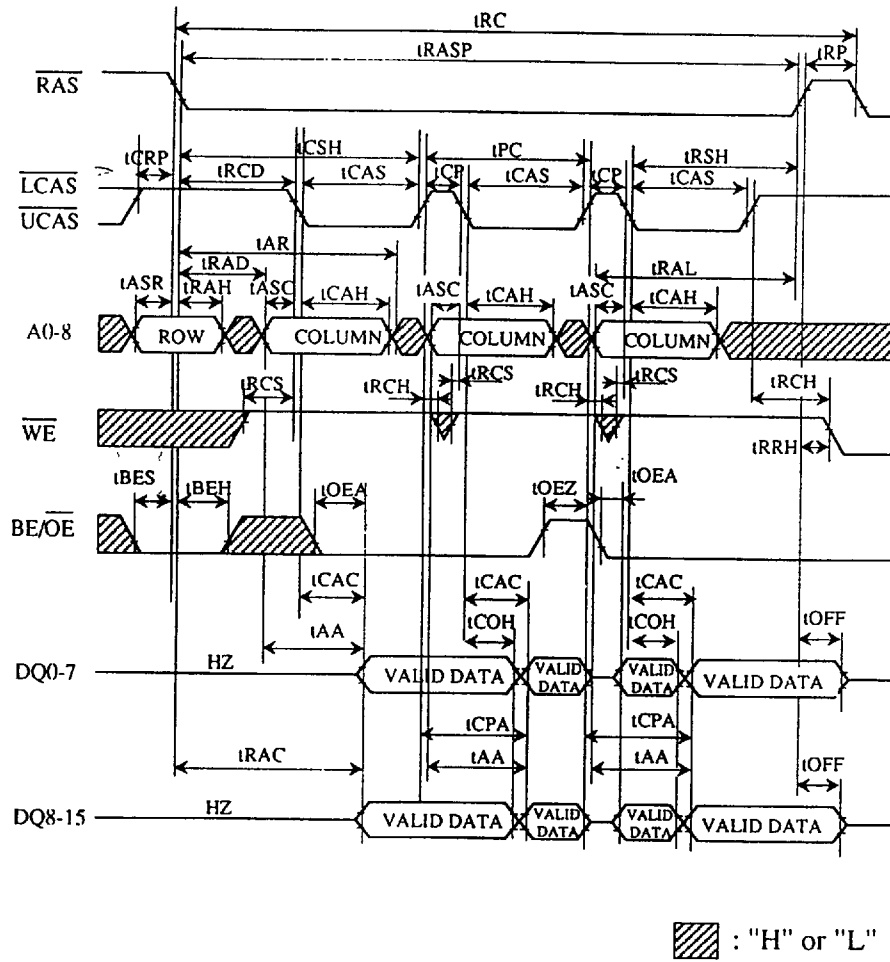 tRC
tRASP
tRP
RAS
tCSH
tPC
tRSH
tCRP
tRCD
tCAS
tCP
tCAS
tCP
tCAS
LCAS
UCAS
tAR
tRAD
tRAL
tASR
tRAH
tASC
tCAH
tASC
tCAH
tASC
tCAH
A0-8
ROW
COLUMN
COLUMN
COLUMN
tRCS
tRCH
tRCS
tRCH
tRCS
tRCH
WE
tRRH
tBES
tBEH
tOEA
tOEZ
tOEA
BE/OE
tCAC
tCAC
tCAC
tAA
tCOH
tCOH
tOFF
DQ0-7
HZ
VALID DATA
VALID DATA
VALID DATA
VALID DATA
tCPA
tCPA
tRAC
tAA
tAA
tOFF
DQ8-15
HZ
VALID DATA
VALID DATA
VALID DATA
VALID DATA
: "H" or "L"